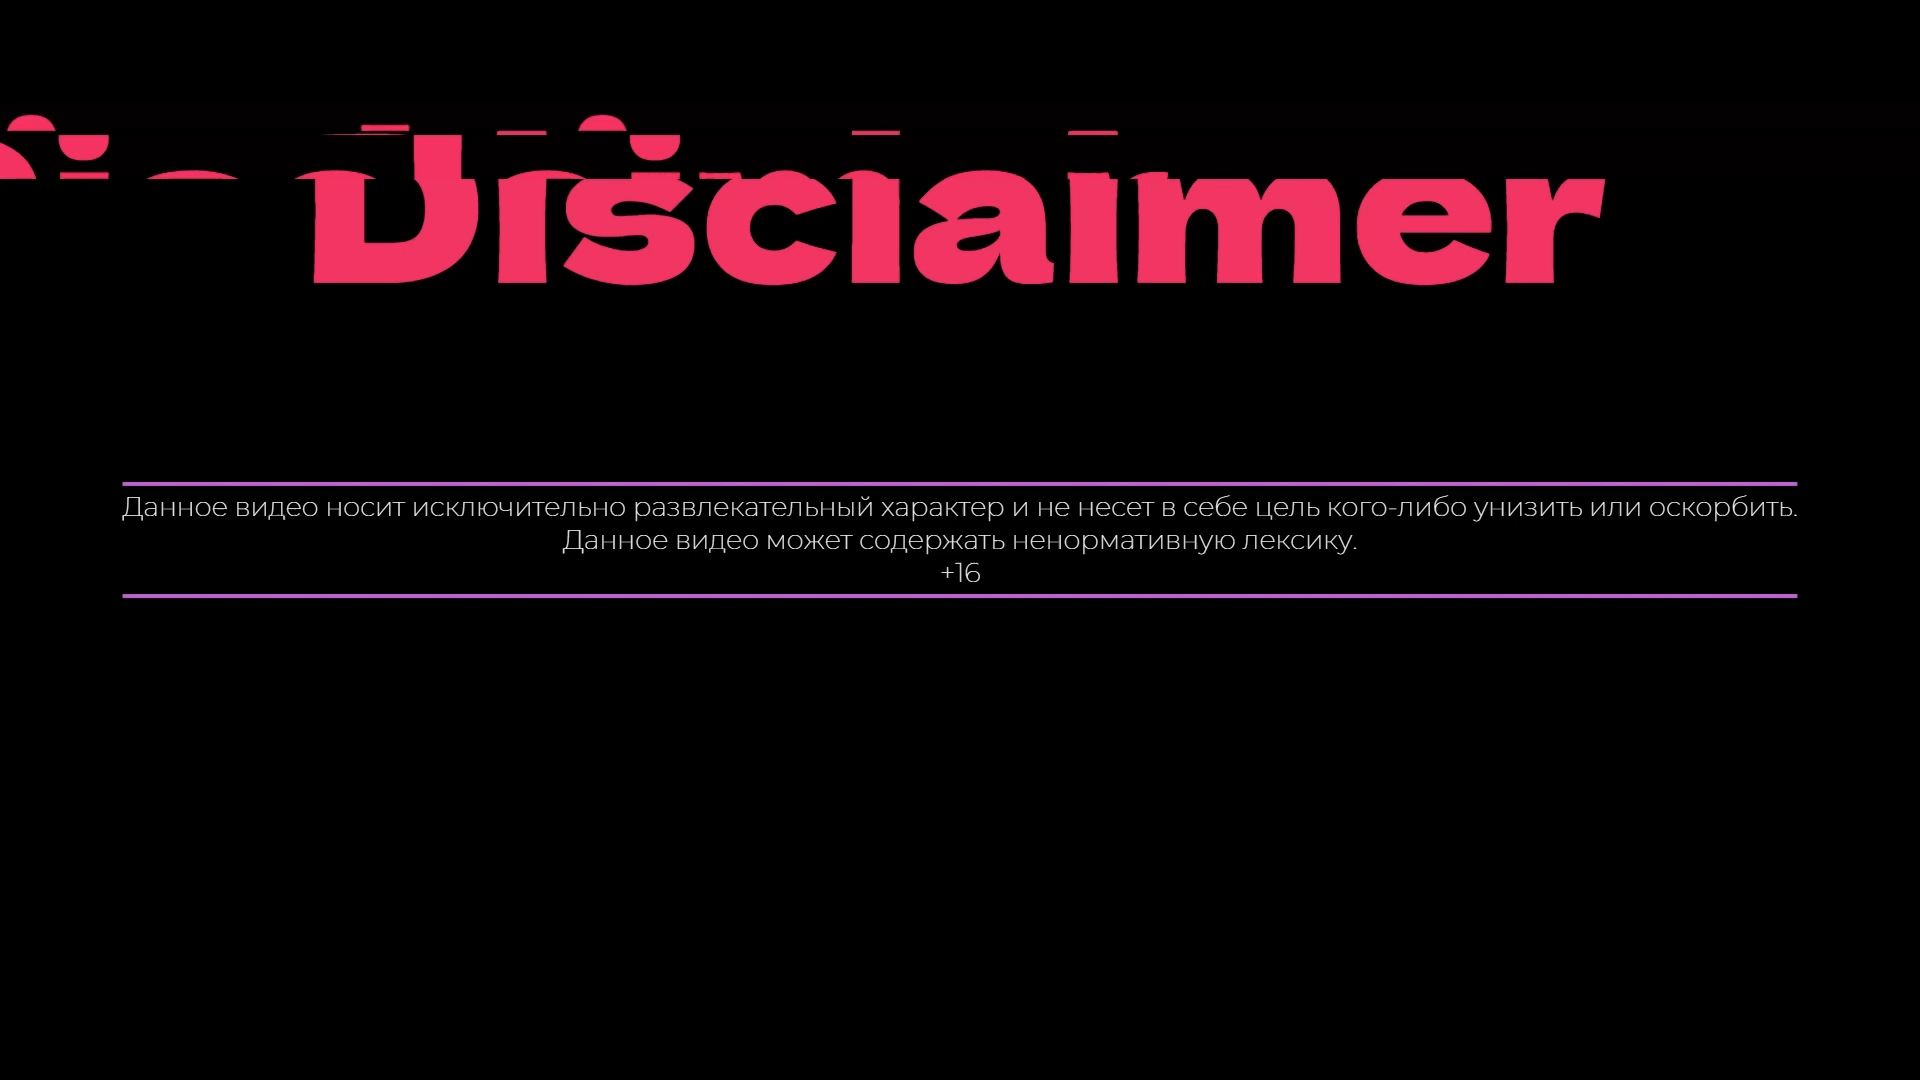 Disclaimer
Данное видео носит исключительно развлекательный характер и не несет в себе цель кого-либо унизить или оскорбить.
Данное видео может содержать ненормативную лексику.
+16